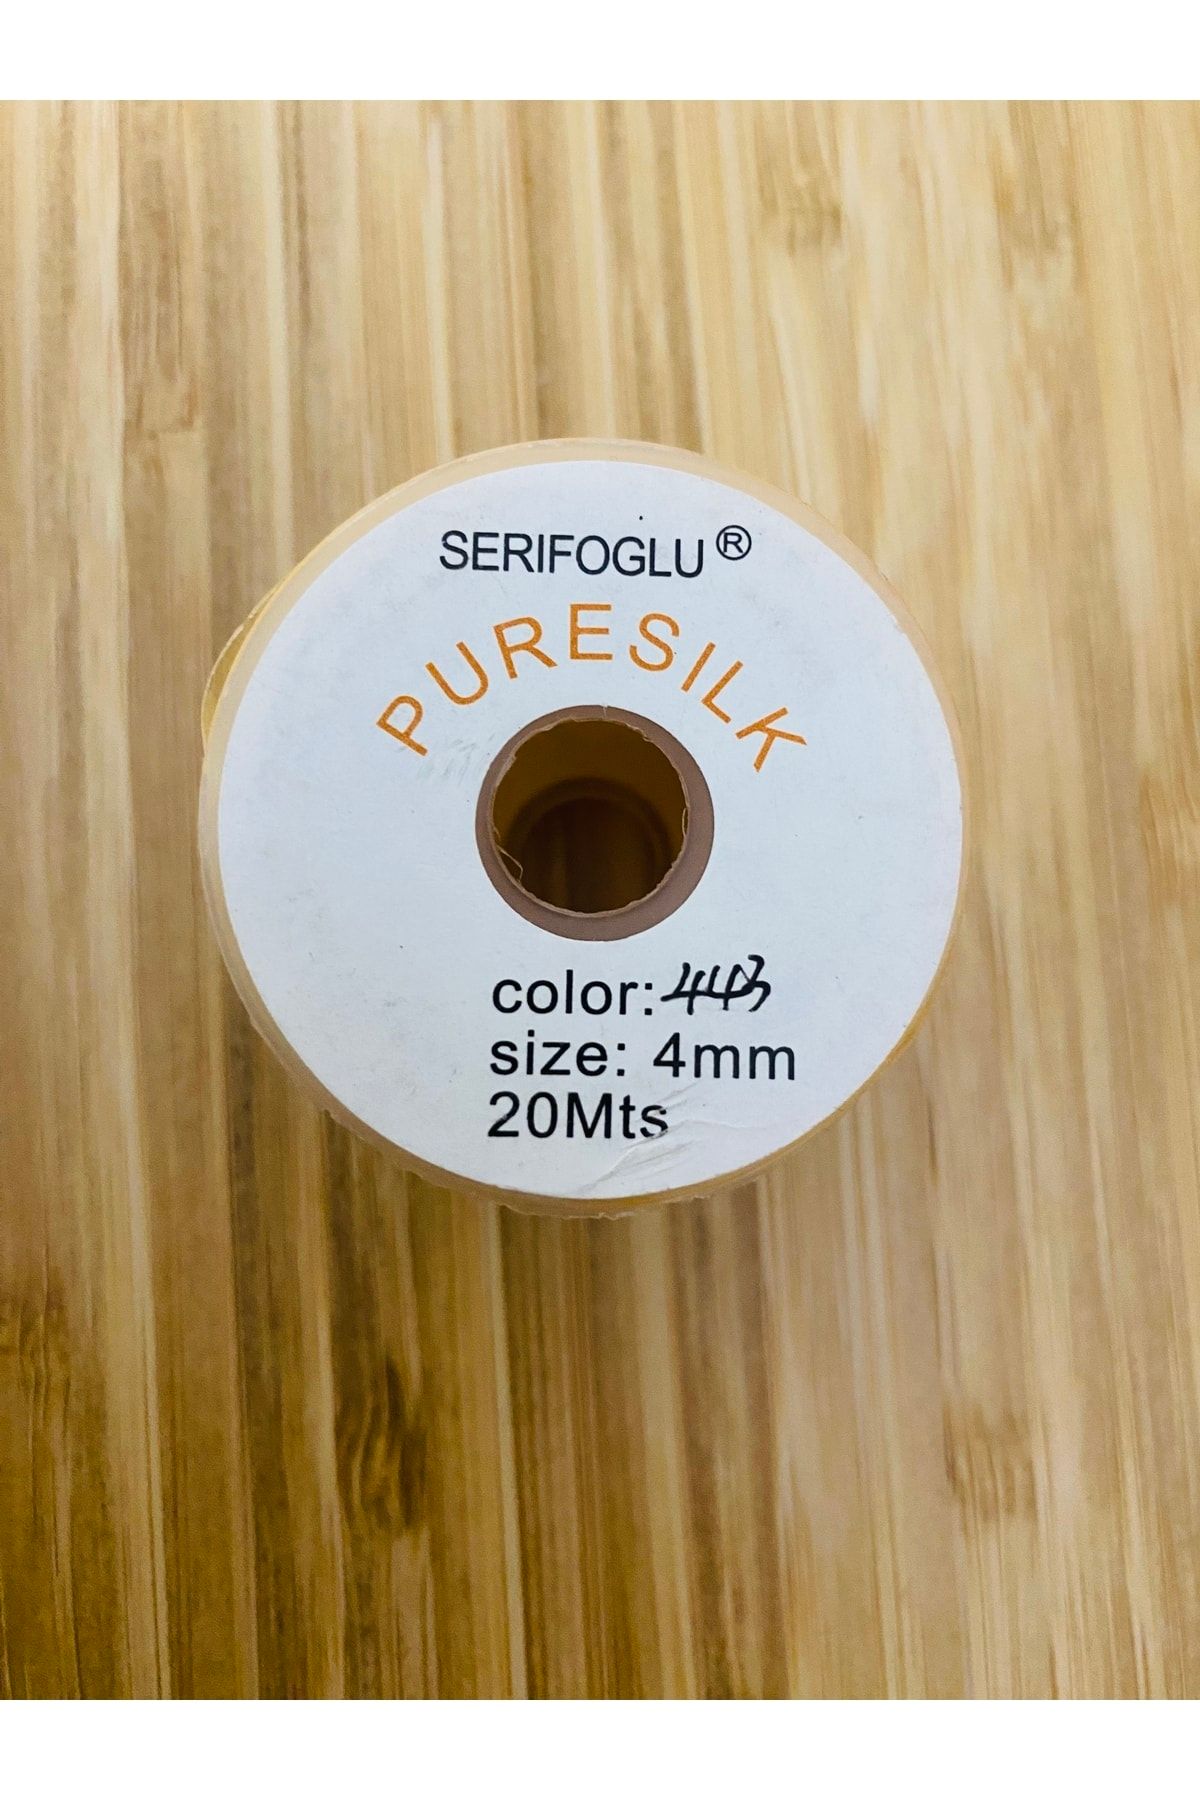 SERIFOGLU®
PURESILK
color: 443
size: 4mm
20Mts